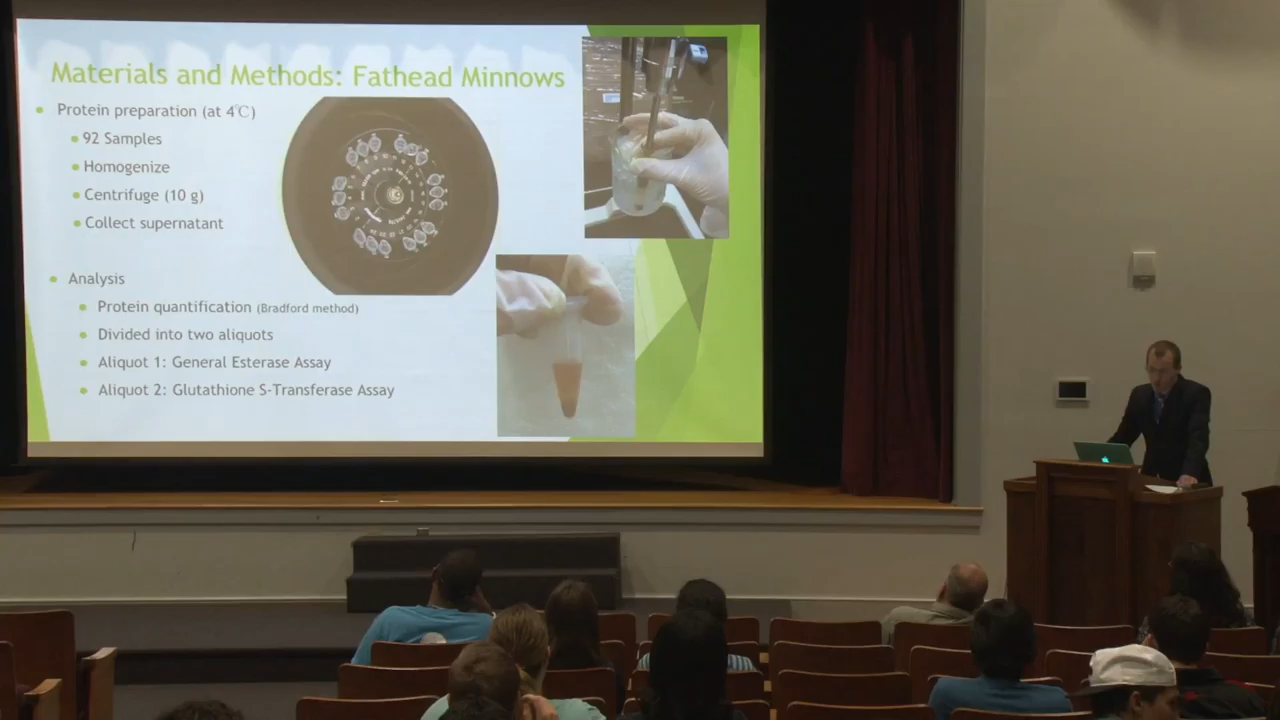 Materials and Methods: Fathead Minnows
Protein preparation (at 4℃)
92 Samples
Homogenize
Centrifuge (10 g)
Collect supernatant
Analysis
Protein quantification (Bradford method)
Divided into two aliquots
Aliquot 1: General Esterase Assay
Aliquot 2: Glutathione S-Transferase Assay